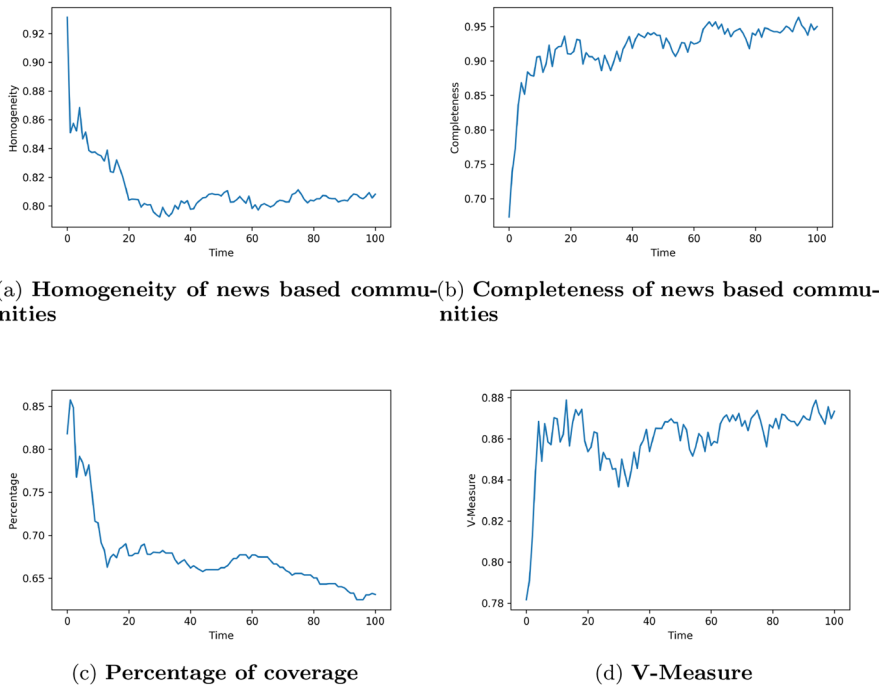 0.92
0.90
0.88
0.86
0.84
0.82
0.80
Homogeneity
0 20 40 60 80 100
Time
0.95
0.90
0.85
0.80
0.75
0.70
Completeness
0 20 40 60 80 100
Time
(a) Homogeneity of news based commu-
nities
(b) Completeness of news based commu-
nities
0.85
0.80
0.75
0.70
0.65
Percentage
0 20 40 60 80 100
Time
0.88
0.86
0.84
0.82
0.80
0.78
V-Measure
0 20 40 60 80 100
Time
(c) Percentage of coverage
(d) V-Measure